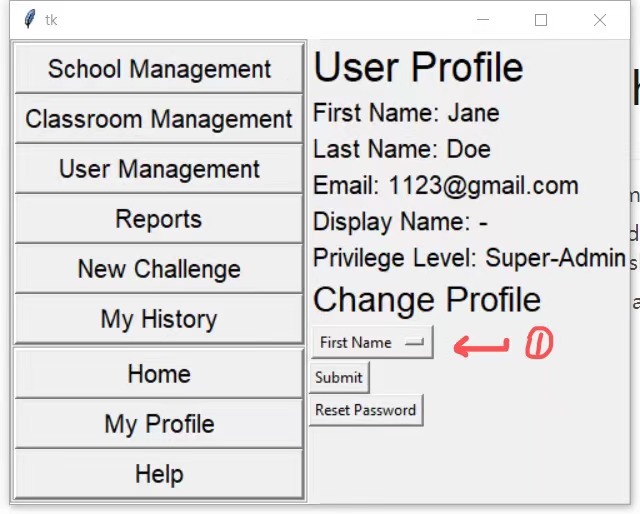 tk
School Management
Classroom Management
User Management
Reports
New Challenge
My History
Home
My Profile
Help
User Profile
First Name: Jane
Last Name: Doe
Email: 1123@gmail.com
Display Name: -
Privilege Level: Super-Admin
Change Profile
First Name
Submit
Reset Password